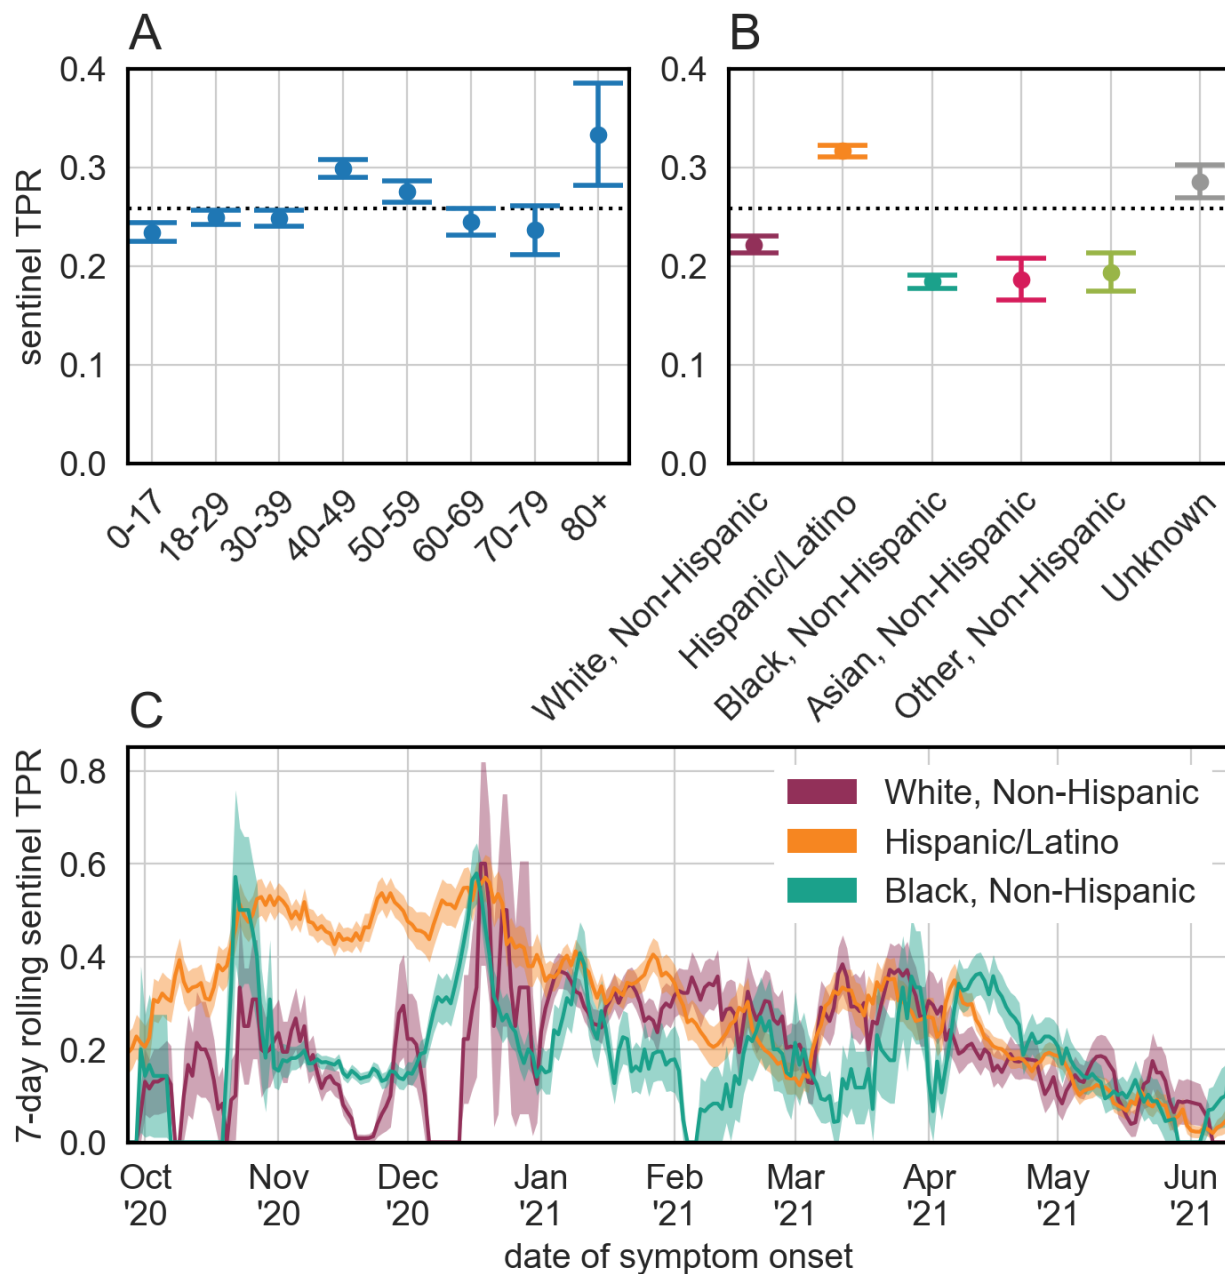 A
B
0.4
0.3
0.2
0.1
0.0
sentinel TPR
0.4
0.3
0.2
0.1
0.0
0-17
18-29
30-39
40-49
50-59
60-69
70-79
80+
White, Non-Hispanic
Hispanic/Latino
Black, Non-Hispanic
Asian, Non-Hispanic
Other, Non-Hispanic
Unknown
C
7-day rolling sentinel TPR
0.8
0.6
0.4
0.2
0.0
White, Non-Hispanic
Hispanic/Latino
Black, Non-Hispanic
Oct '20
Nov '20
Dec '20
Jan '21
Feb '21
Mar '21
Apr '21
May '21
Jun '21
date of symptom onset